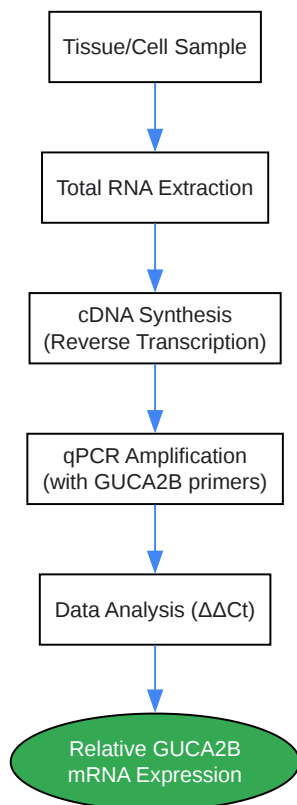 Tissue/Cell Sample
Total RNA Extraction
cDNA Synthesis
(Reverse Transcription)
qPCR Amplification
(with GUCA2B primers)
Data Analysis (ΔΔCt)
Relative GUCA2B
mRNA Expression